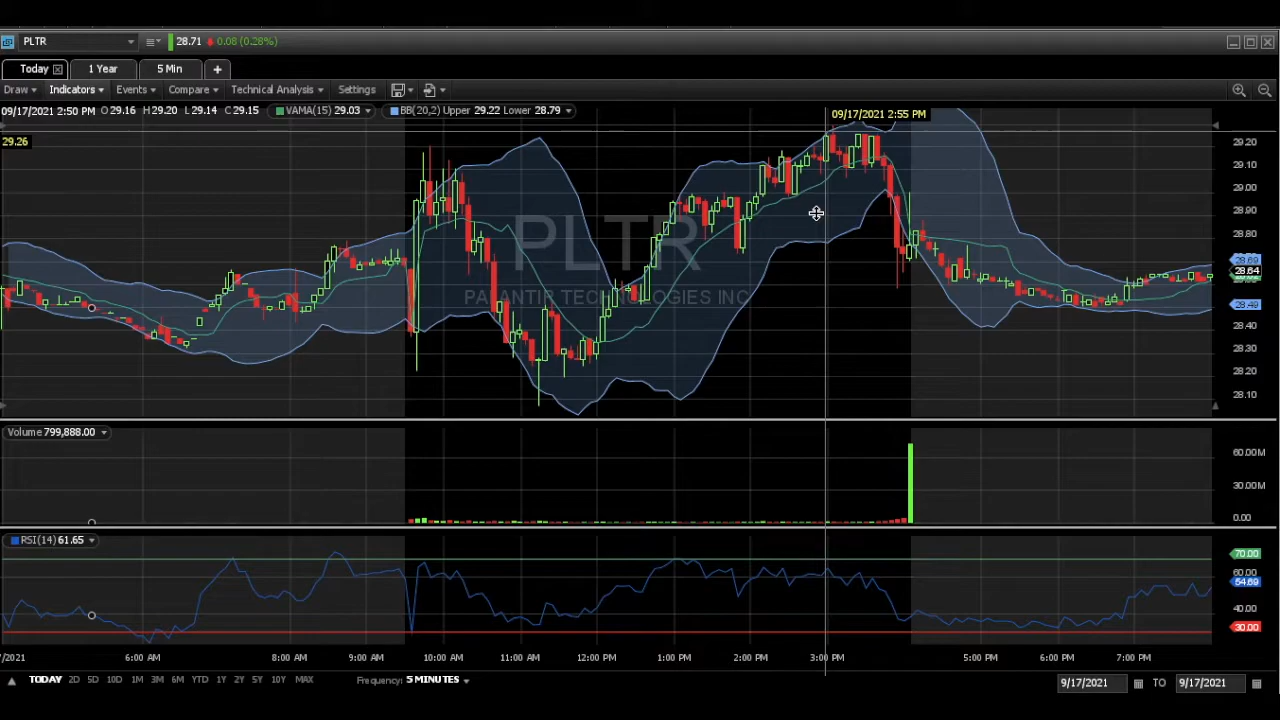 PLTR 28.71 0.08 (0.28%)
Today 1 Year 5 Min +
Draw Indicators Events Compare Technical Analysis Settings
09/17/2021 2:50 PM O 29.16 H 29.20 L 29.14 C 29.15 VAMA(15) 29.03 BB(20,2) Upper 29.22 Lower 28.79
09/17/2021 2:55 PM
29.26
29.20
29.10
29.00
28.90
28.80
28.69
28.64
28.49
28.40
28.30
28.20
28.10
PLTR
PALANTIR TECHNOLOGIES INC
Volume 799,888.00
60.00M
30.00M
0.00
RSI(14) 61.65
70.00
60.00
54.69
40.00
30.00
/2021 6:00 AM 8:00 AM 9:00 AM 10:00 AM 11:00 AM 12:00 PM 1:00 PM 2:00 PM 3:00 PM 5:00 PM 6:00 PM 7:00 PM
TODAY 2D 5D 10D 1M 3M 6M YTD 1Y 2Y 5Y 10Y MAX Frequency: 5 MINUTES 9/17/2021 TO 9/17/2021